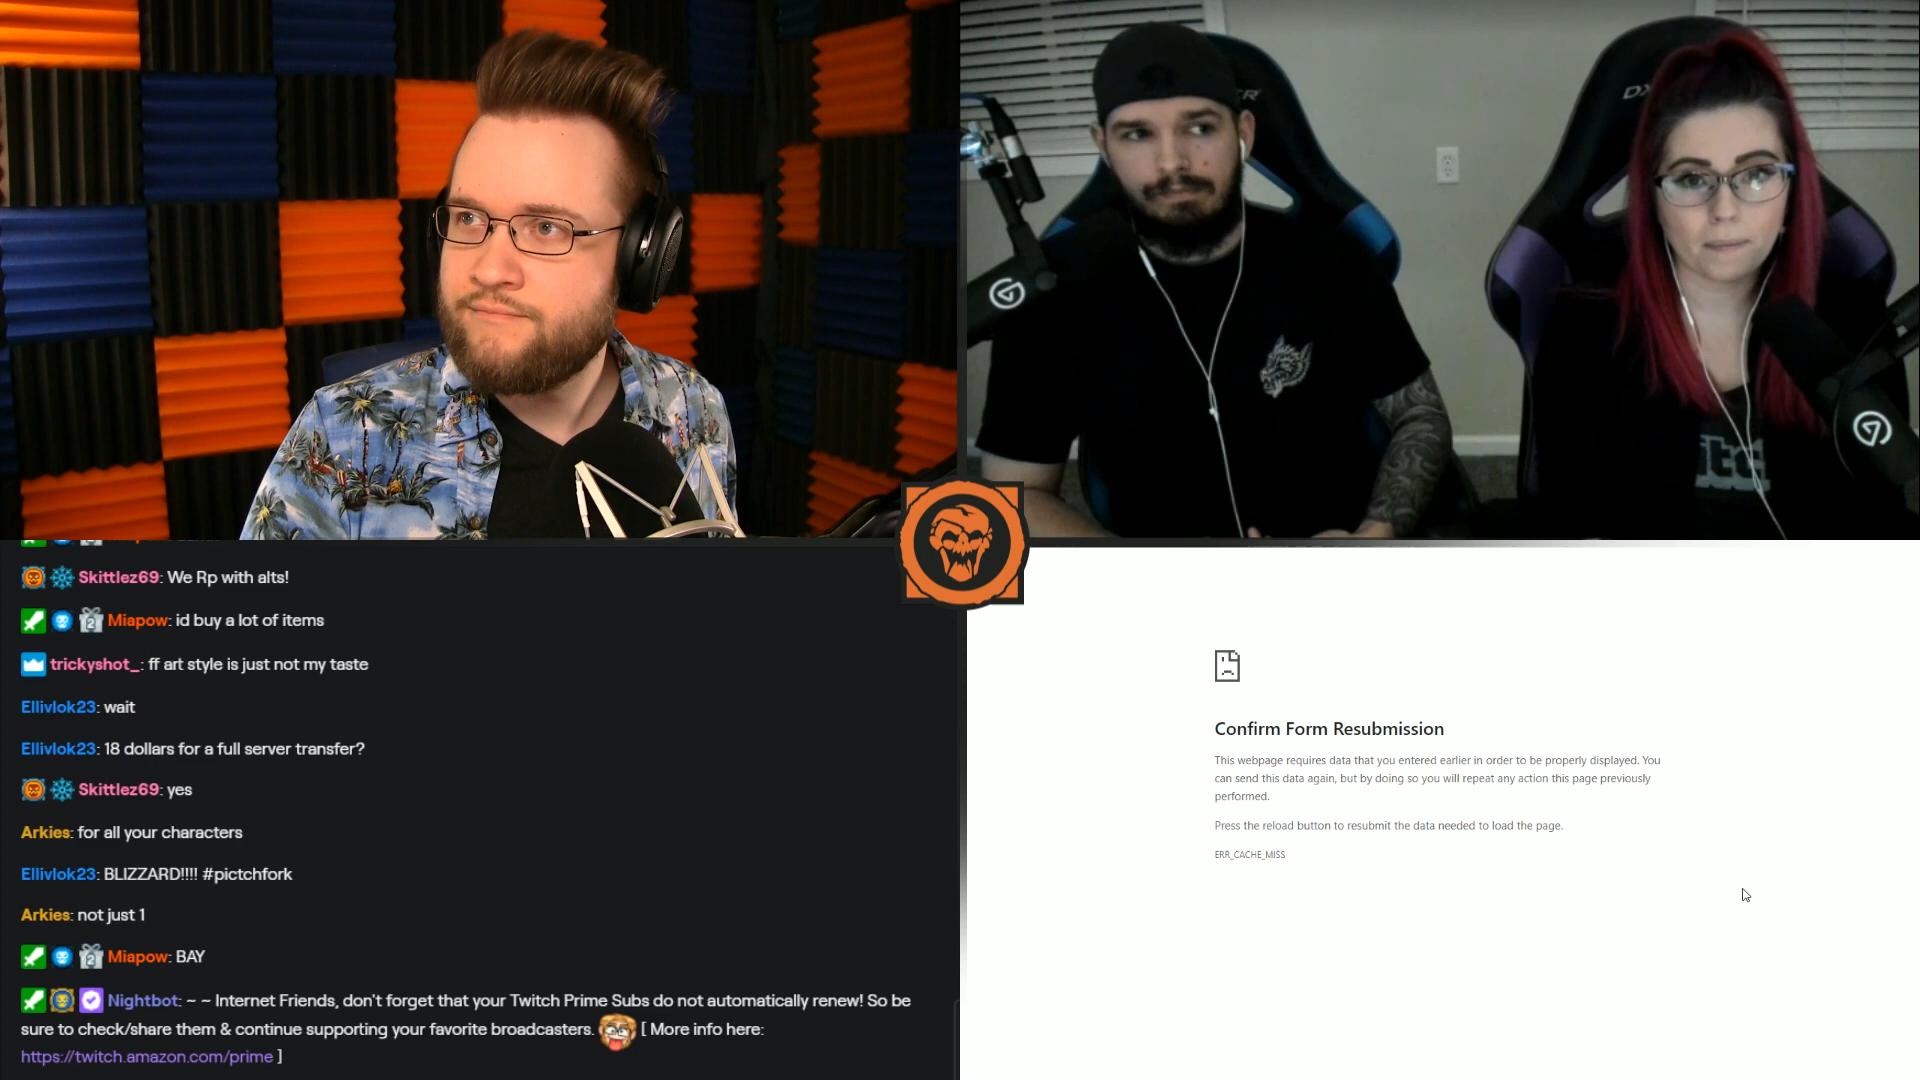 Skittlez69: We Rp with alts!
2 Miapow: id buy a lot of items
trickyshot_: ff art style is just not my taste
Ellivlok23: wait
Ellivlok23: 18 dollars for a full server transfer?
Skittlez69: yes
Arkies: for all your characters
Ellivlok23: BLIZZARD!!!! #pictchfork
Arkies: not just 1
2 Miapow: BAY
Nightbot: ~ ~ Internet Friends, don't forget that your Twitch Prime Subs do not automatically renew! So be
sure to check/share them & continue supporting your favorite broadcasters. [ More info here:
https://twitch.amazon.com/prime ]
Confirm Form Resubmission
This webpage requires data that you entered earlier in order to be properly displayed. You
can send this data again, but by doing so you will repeat any action this page previously
performed.
Press the reload button to resubmit the data needed to load the page.
ERR_CACHE_MISS